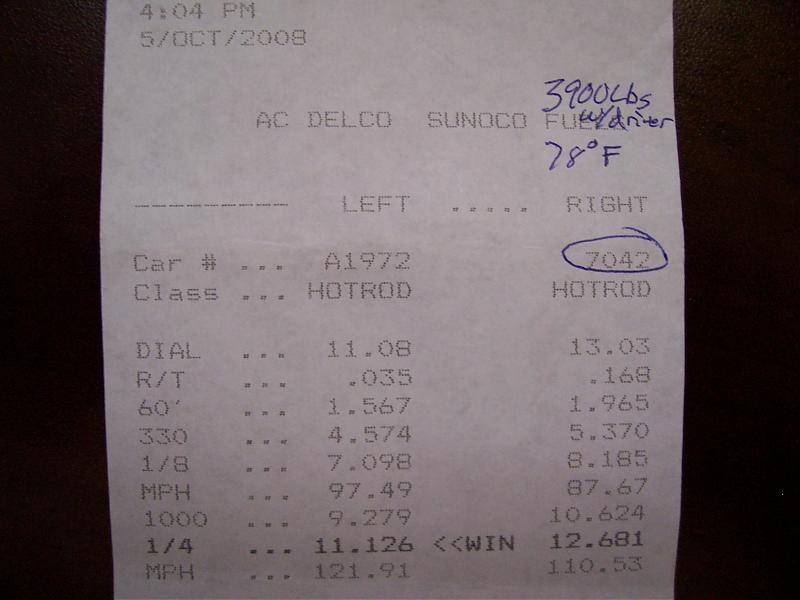 4:04 PM
5/OCT/2008
3900Lbs
AC DELCO SUNOCO FUEL
w/driter
78°F
--------- LEFT ..... RIGHT
Car # ... A1972 7042
Class ... HOTROD HOTROD
DIAL ... 11.08 13.03
R/T ... .035 .168
60' ... 1.567 1.965
330 ... 4.574 5.370
1/8 ... 7.098 8.185
MPH ... 97.49 87.67
1000 ... 9.279 10.624
1/4 ... 11.126 <<WIN 12.681
MPH ... 121.91 110.53